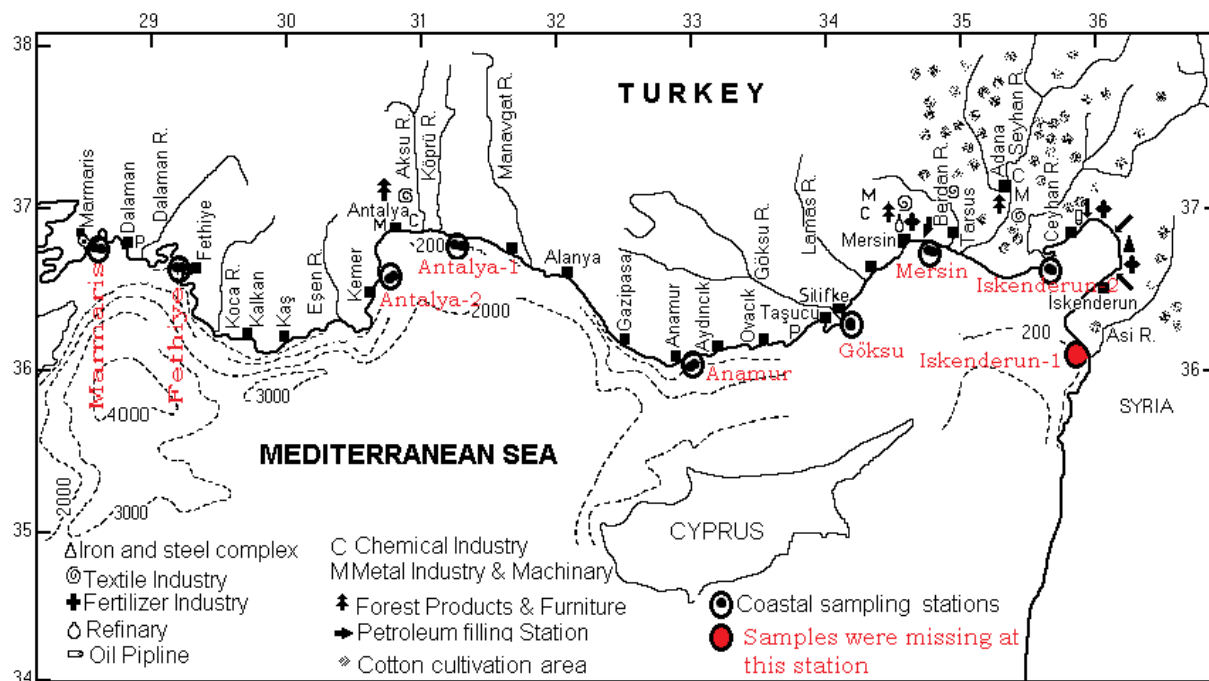 29 30 31 32 33 34 35 36
38
37
36
35
34
TURKEY
Marmaris
Dalaman
Dalaman R.
P
Fethiye
Koca R.
Kalkan
Kaş
Eşen R.
Kemer
Antalya
M C
Aksu R.
Köprü R.
Manavgat R.
200
Alanya
Gazipaşa
Anamur
Aydıncık
Ovacık
Göksu R.
P
Taşucu
Silifke
Lamas R.
M
C
Mersin
Berdan R.
Tarsus
Adana
Seyhan R.
C
M
Ceyhan R.
Iskenderun
Asi R.
200
SYRIA
37
36
Marmaris
Fethiye
Antalya-1
Antalya-2
Anamur
Göksu
Mersin
Iskenderun-2
Iskenderun-1
2000
3000
4000
2000
3000
MEDITERRANEAN SEA
CYPRUS
Iron and steel complex
Textile Industry
Fertilizer Industry
Refinary
Oil Pipline
C Chemical Industry
M Metal Industry & Machinary
Forest Products & Furniture
Petroleum filling Station
Cotton cultivation area
Coastal sampling stations
Samples were missing at
this station